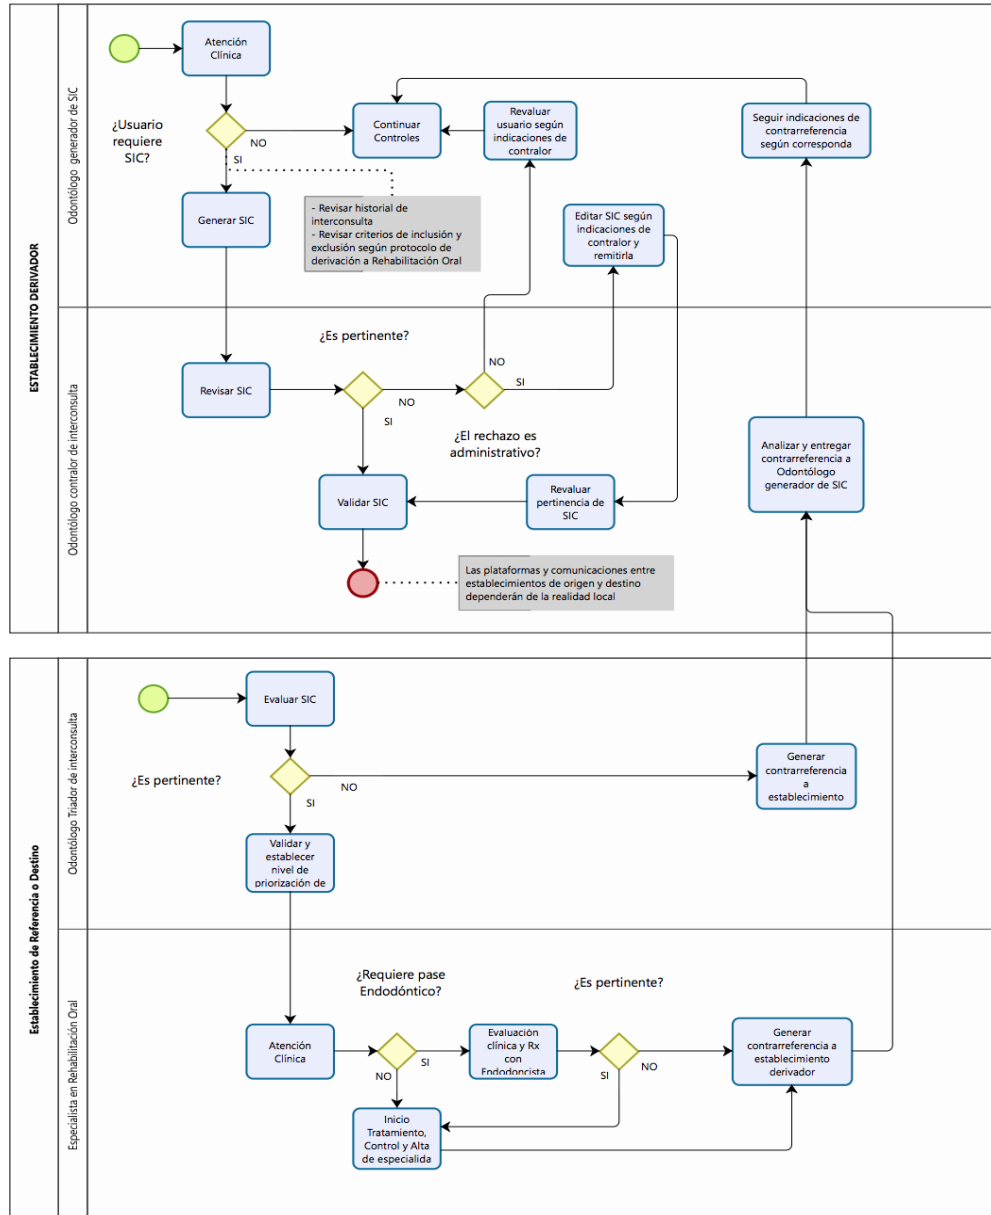 ESTABLECIMIENTO DERIVADOR
Odontólogo generador de SIC
Atención
Clínica
¿Usuario
requiere
SIC?
NO
SI
Continuar
Controles
Revaluar
usuario según
indicaciones de
contralor
Seguir indicaciones de
contrarreferencia
según corresponda
Generar SIC
- Revisar historial de
interconsulta
- Revisar criterios de inclusión y
exclusión según protocolo de
derivación a Rehabilitación Oral
Editar SIC según
indicaciones de
contralor y
remitirla
Odontólogo contralor de interconsulta
¿Es pertinente?
Revisar SIC
NO
SI
NO
SI
¿El rechazo es
administrativo?
Analizar y entregar
contrarreferencia a
Odontólogo
generador de SIC
Validar SIC
Revaluar
pertinencia de
SIC
Las plataformas y comunicaciones entre
establecimientos de origen y destino
dependerán de la realidad local
Establecimiento de Referencia o Destino
Odontólogo Triador de interconsulta
Evaluar SIC
¿Es pertinente?
NO
SI
Generar
contrarreferencia
a
establecimiento
Validar y
establecer
nivel de
priorización de
Especialista en Rehabilitación Oral
¿Requiere pase
Endodóntico?
¿Es pertinente?
Atención
Clínica
SI
NO
Evaluación
clínica y Rx
con
Endodoncista
SI
NO
Generar
contrarreferencia a
establecimiento
derivador
Inicio
Tratamiento,
Control y Alta
de especialida